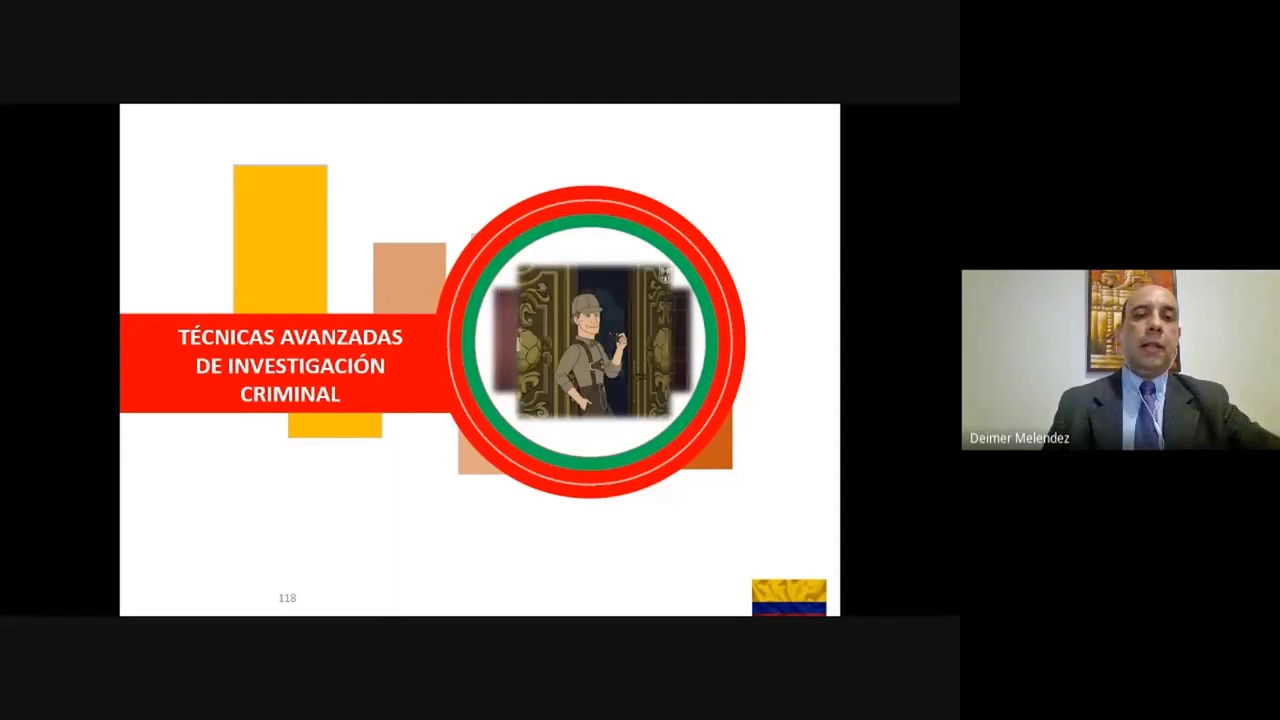 TÉCNICAS AVANZADAS
DE INVESTIGACIÓN
CRIMINAL
118
Deimer Melendez